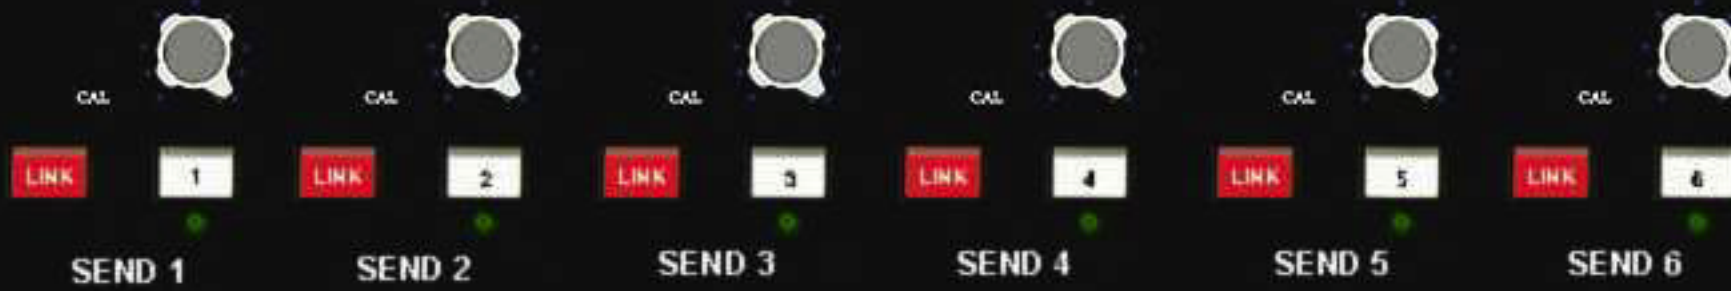 CAL CAL CAL CAL CAL CAL
LINK 1 LINK 2 LINK 3 LINK 4 LINK 5 LINK 6
SEND 1 SEND 2 SEND 3 SEND 4 SEND 5 SEND 6